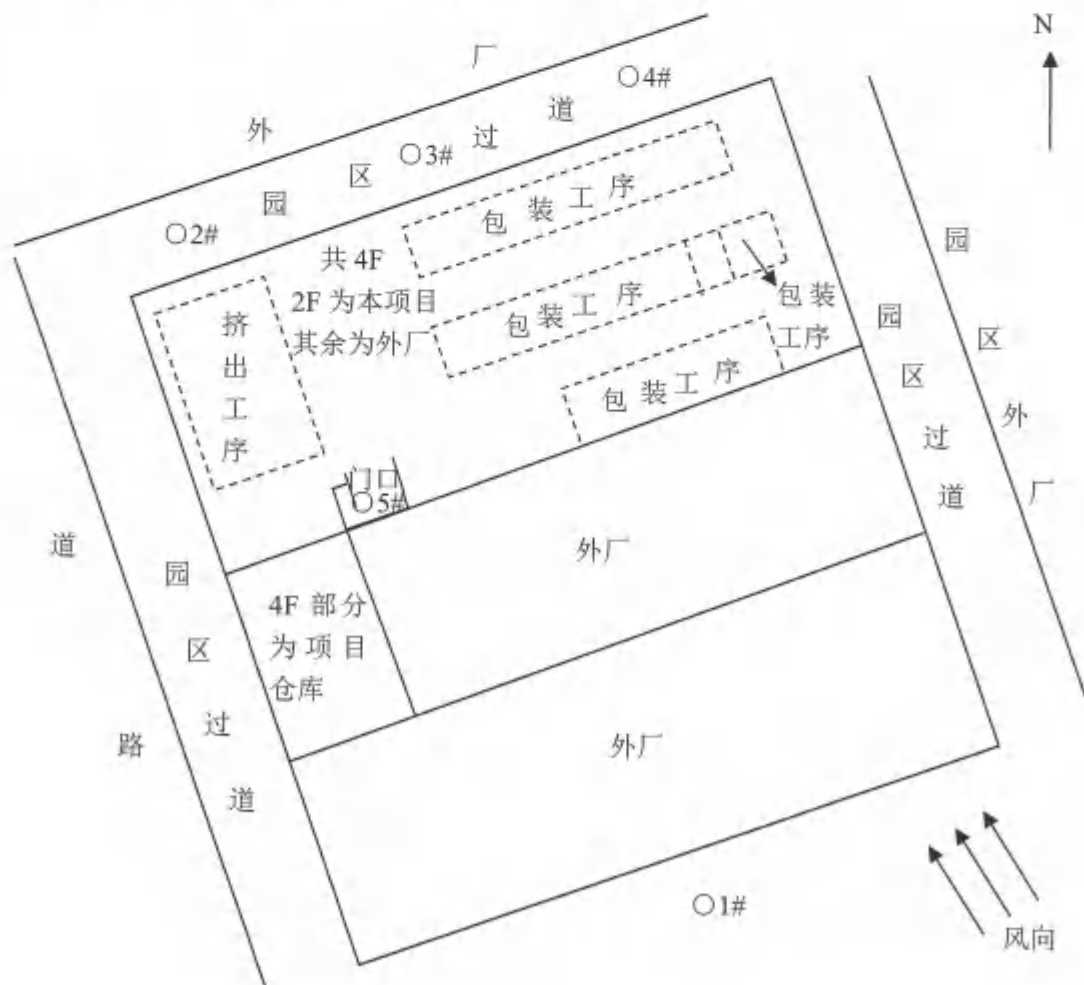 N
外厂
○4#
园区过道
○3#
○2#
包装工序
共 4F
2F 为本项目
其余为外厂
挤出工序
包装工序
包装
工序
包装工序
园区过道
园区外厂
门口
○5#
外厂
道路
园区过道
4F 部分
为项目
仓库
外厂
○1#
风向